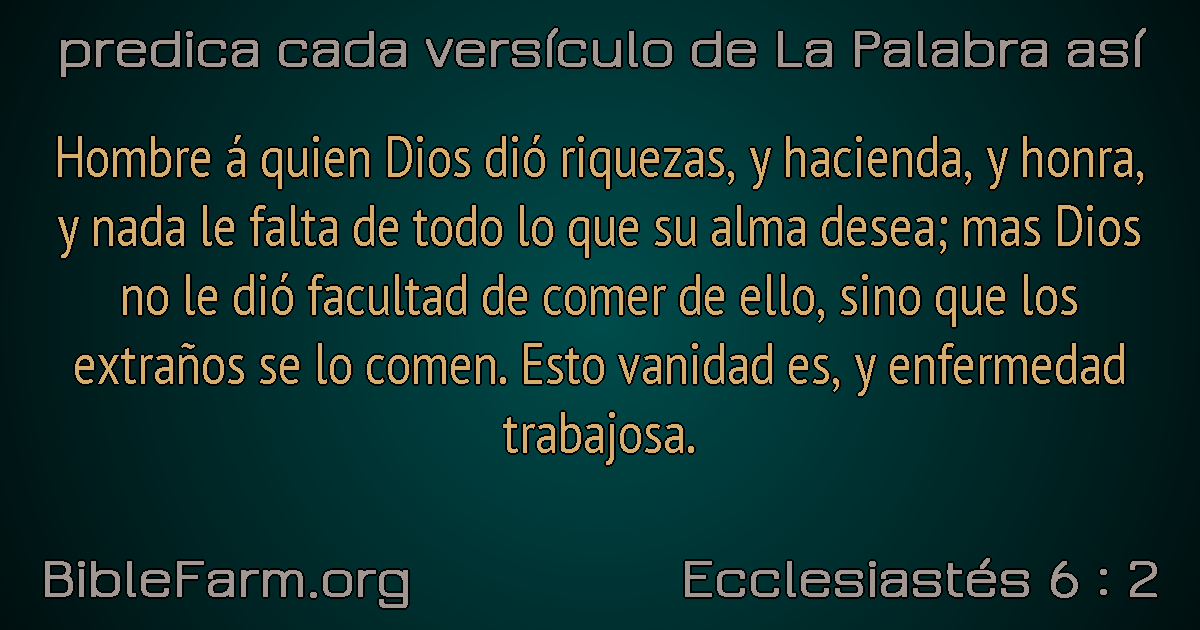 predica cada versículo de La Palabra así
Hombre á quien Dios dió riquezas, y hacienda, y honra,
y nada le falta de todo lo que su alma desea; mas Dios
no le dió facultad de comer de ello, sino que los
extraños se lo comen. Esto vanidad es, y enfermedad
trabajosa.
BibleFarm.org
Ecclesiastés 6 : 2